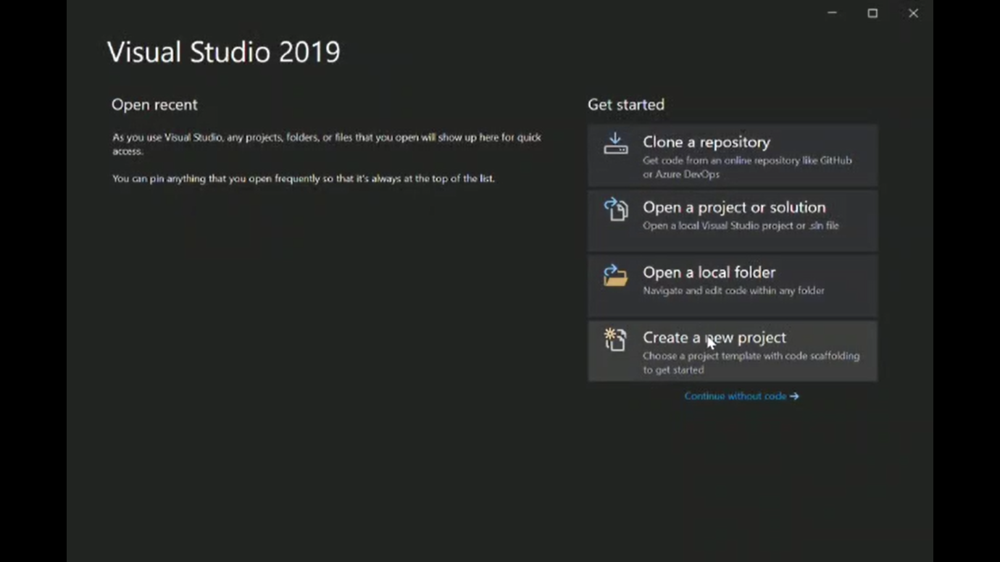 Visual Studio 2019
Open recent
As you use Visual Studio, any projects, folders, or files that you open will show up here for quick
access.
You can pin anything that you open frequently so that it's always at the top of the list.
Get started
Clone a repository
Get code from an online repository like GitHub
or Azure DevOps
Open a project or solution
Open a local Visual Studio project or .sln file
Open a local folder
Navigate and edit code within any folder
Create a new project
Choose a project template with code scaffolding
to get started
Continue without code →